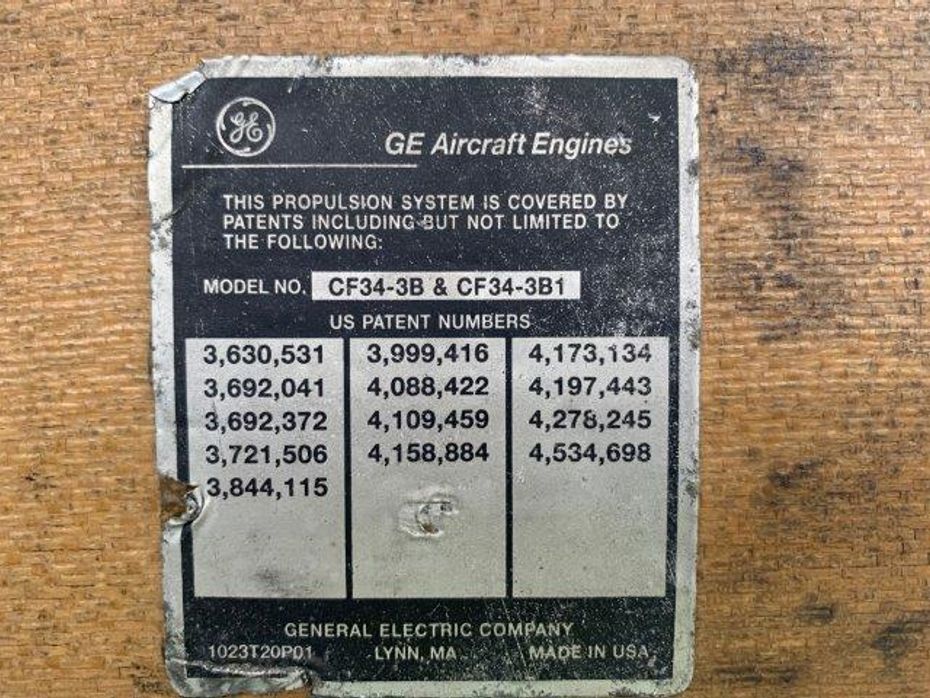 GE
GE Aircraft Engines
THIS PROPULSION SYSTEM IS COVERED BY
PATENTS INCLUDING BUT NOT LIMITED TO
THE FOLLOWING:
MODEL NO. CF34-3B & CF34-3B1
US PATENT NUMBERS
3,630,531 3,999,416 4,173,134
3,692,041 4,088,422 4,197,443
3,692,372 4,109,459 4,278,245
3,721,506 4,158,884 4,534,698
3,844,115
GENERAL ELECTRIC COMPANY
1023T20P01 LYNN, MA MADE IN USA